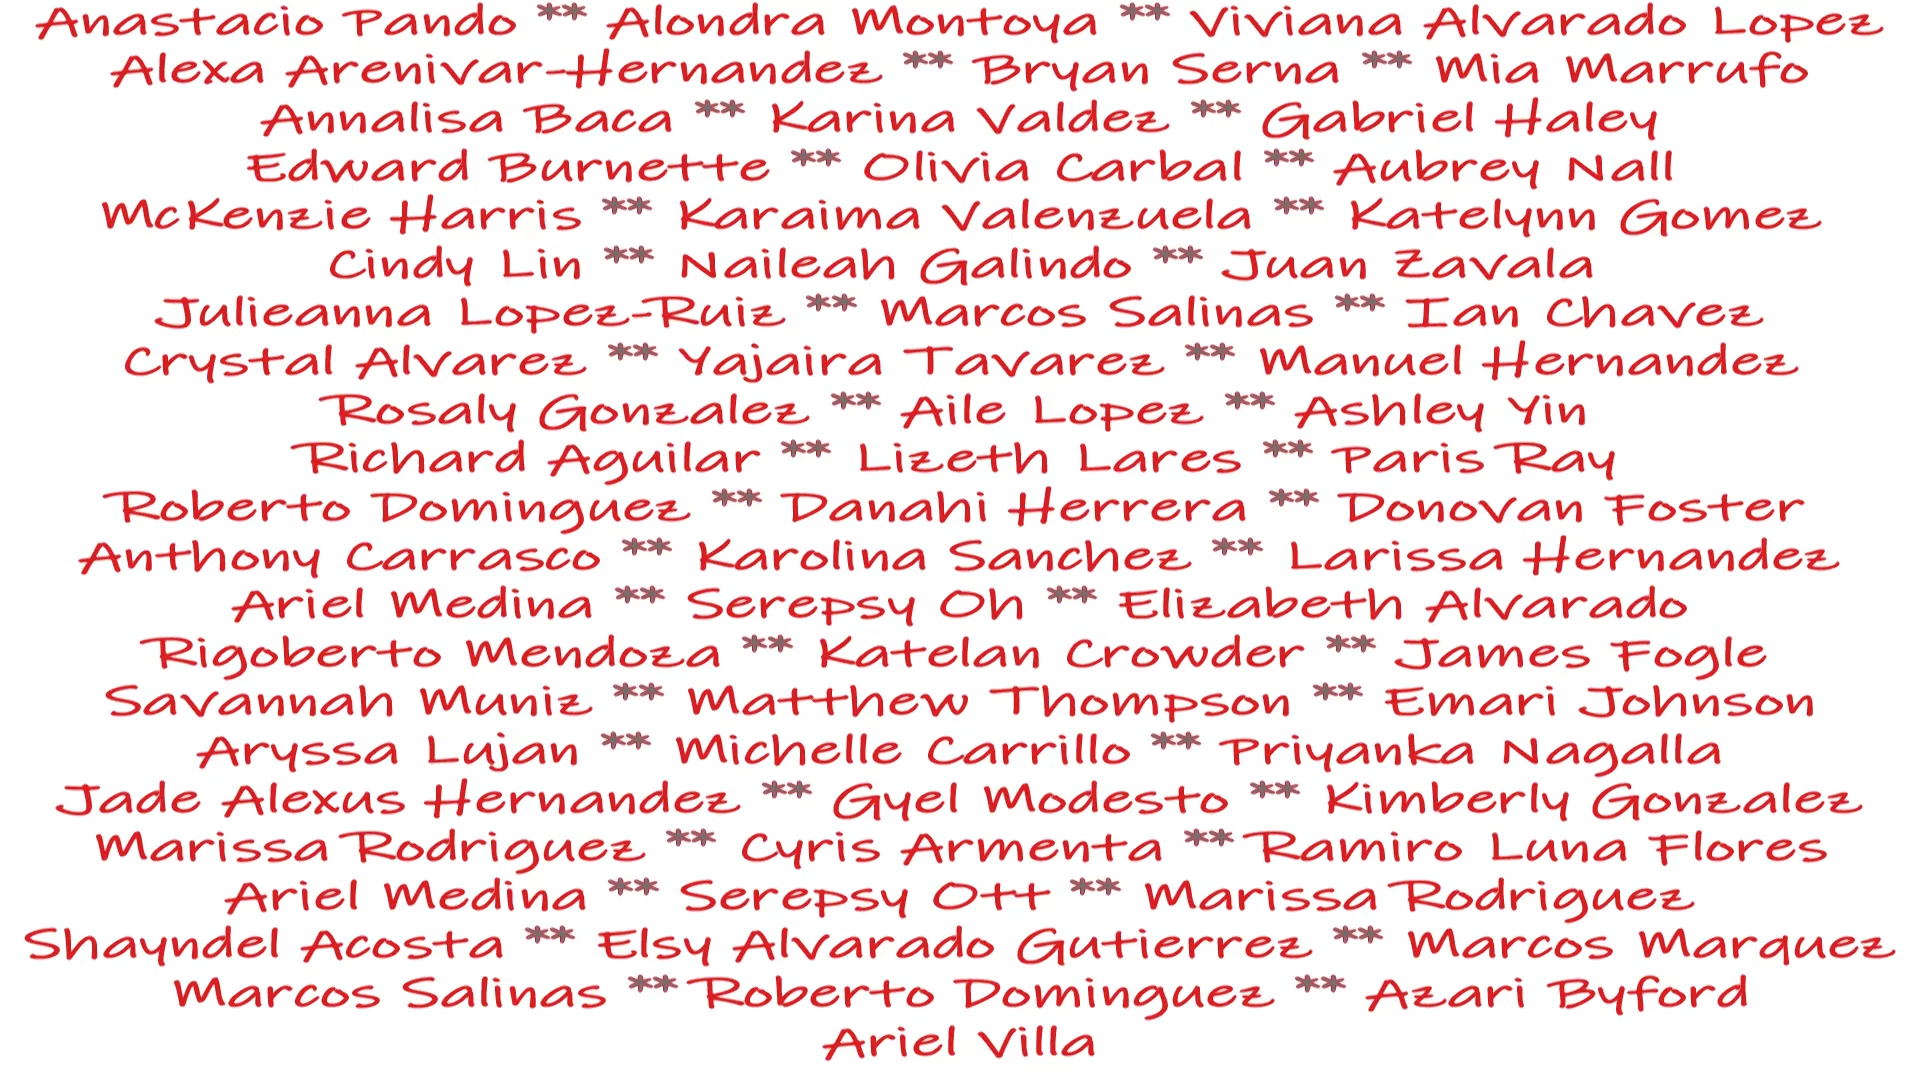 Anastacio Pando ** Alondra Montoya ** Viviana Alvarado Lopez
Alexa Arenivar-Hernandez ** Bryan Serna ** Mia Marrufo
Annalisa Baca ** Karina Valdez ** Gabriel Haley
Edward Burnette ** Olivia Carbal ** Aubrey Nall
McKenzie Harris ** Karaima Valenzuela ** Katelynn Gomez
Cindy Lin ** Naileah Galindo ** Juan Zavala
Julieanna Lopez-Ruiz ** Marcos Salinas ** Ian Chavez
Crystal Alvarez ** Yajaira Tavarez ** Manuel Hernandez
Rosaly Gonzalez ** Aile Lopez ** Ashley Yin
Richard Aguilar ** Lizeth Lares ** Paris Ray
Roberto Dominguez ** Danahi Herrera ** Donovan Foster
Anthony Carrasco ** Karolina Sanchez ** Larissa Hernandez
Ariel Medina ** Serepsy Oh ** Elizabeth Alvarado
Rigoberto Mendoza ** Katelan Crowder ** James Fogle
Savannah Muniz ** Matthew Thompson ** Emari Johnson
Aryssa Lujan ** Michelle Carrillo ** Priyanka Nagalla
Jade Alexus Hernandez ** Gyel Modesto ** Kimberly Gonzalez
Marissa Rodriguez ** Cyris Armenta ** Ramiro Luna Flores
Ariel Medina ** Serepsy Ott ** Marissa Rodriguez
Shayndel Acosta ** Elsy Alvarado Gutierrez ** Marcos Marquez
Marcos Salinas ** Roberto Dominguez ** Azari Byford
Ariel Villa